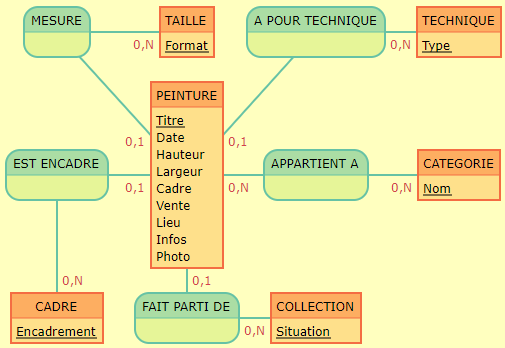 MESURE
TAILLE
A POUR TECHNIQUE
TECHNIQUE
0,N
Format
0,N
Type
PEINTURE
Titre
Date
Hauteur
Largeur
Cadre
Vente
Lieu
Infos
Photo
0,1
0,1
EST ENCADRE
APPARTIENT A
CATEGORIE
0,1
0,N
0,N
Nom
0,N
0,1
CADRE
Encadrement
FAIT PARTI DE
COLLECTION
0,N
Situation